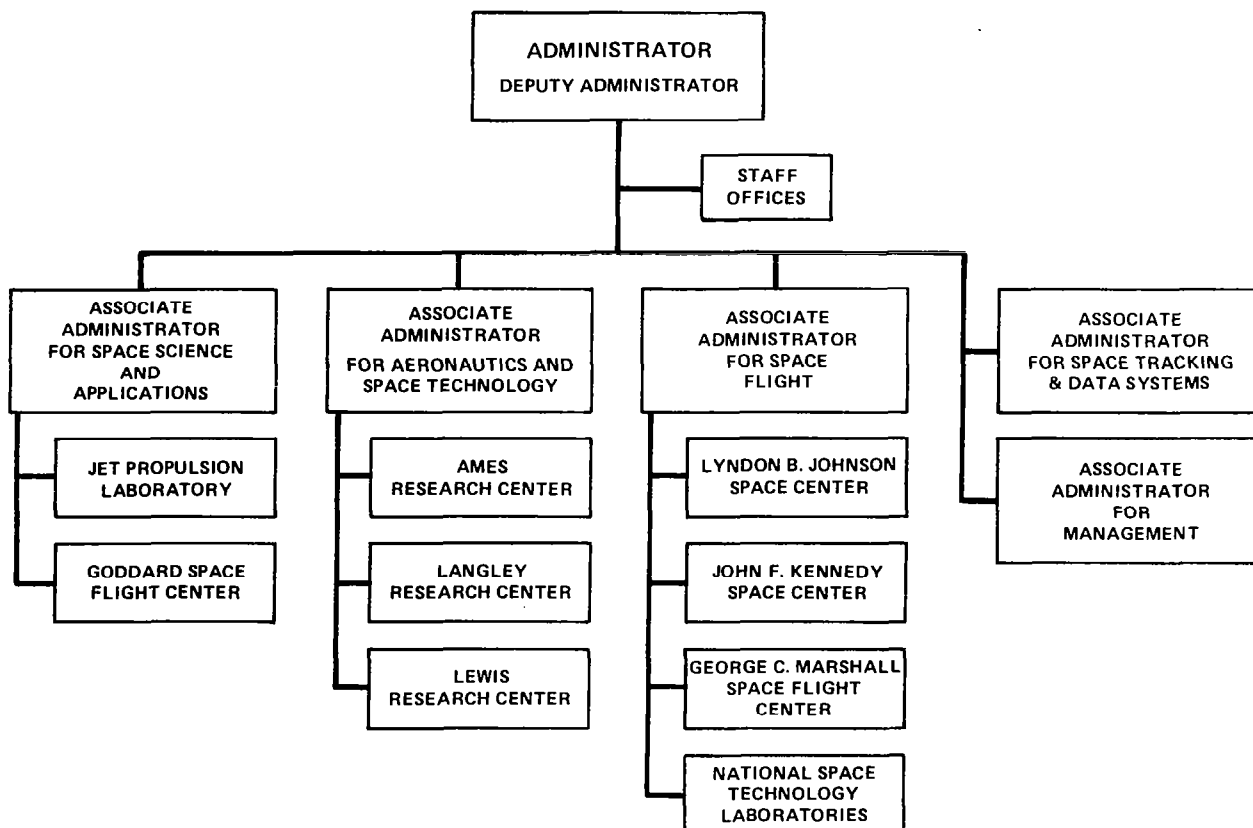 ADMINISTRATOR
DEPUTY ADMINISTRATOR
STAFF
OFFICES
ASSOCIATE
ADMINISTRATOR
FOR SPACE SCIENCE
AND
APPLICATIONS
JET PROPULSION
LABORATORY
GODDARD SPACE
FLIGHT CENTER
ASSOCIATE
ADMINISTRATOR
FOR AERONAUTICS AND
SPACE TECHNOLOGY
AMES
RESEARCH CENTER
LANGLEY
RESEARCH CENTER
LEWIS
RESEARCH CENTER
ASSOCIATE
ADMINISTRATOR
FOR SPACE
FLIGHT
LYNDON B. JOHNSON
SPACE CENTER
JOHN F. KENNEDY
SPACE CENTER
GEORGE C. MARSHALL
SPACE FLIGHT
CENTER
NATIONAL SPACE
TECHNOLOGY
LABORATORIES
ASSOCIATE
ADMINISTRATOR
FOR SPACE TRACKING
& DATA SYSTEMS
ASSOCIATE
ADMINISTRATOR
FOR
MANAGEMENT